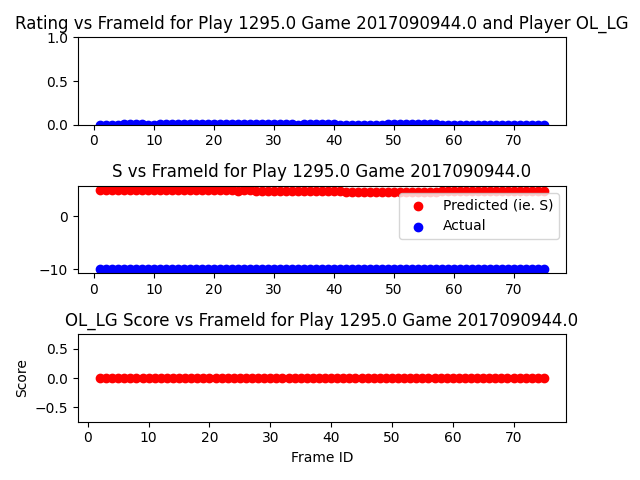 Rating vs FrameId for Play 1295.0 Game 2017090944.0 and Player OL_LG
1.0
0.5
0.0
0 10 20 30 40 50 60 70
S vs FrameId for Play 1295.0 Game 2017090944.0
0
−10
Predicted (ie. S)
Actual
0 10 20 30 40 50 60 70
OL_LG Score vs FrameId for Play 1295.0 Game 2017090944.0
Score
0.5
0.0
−0.5
0 10 20 30 40 50 60 70
Frame ID